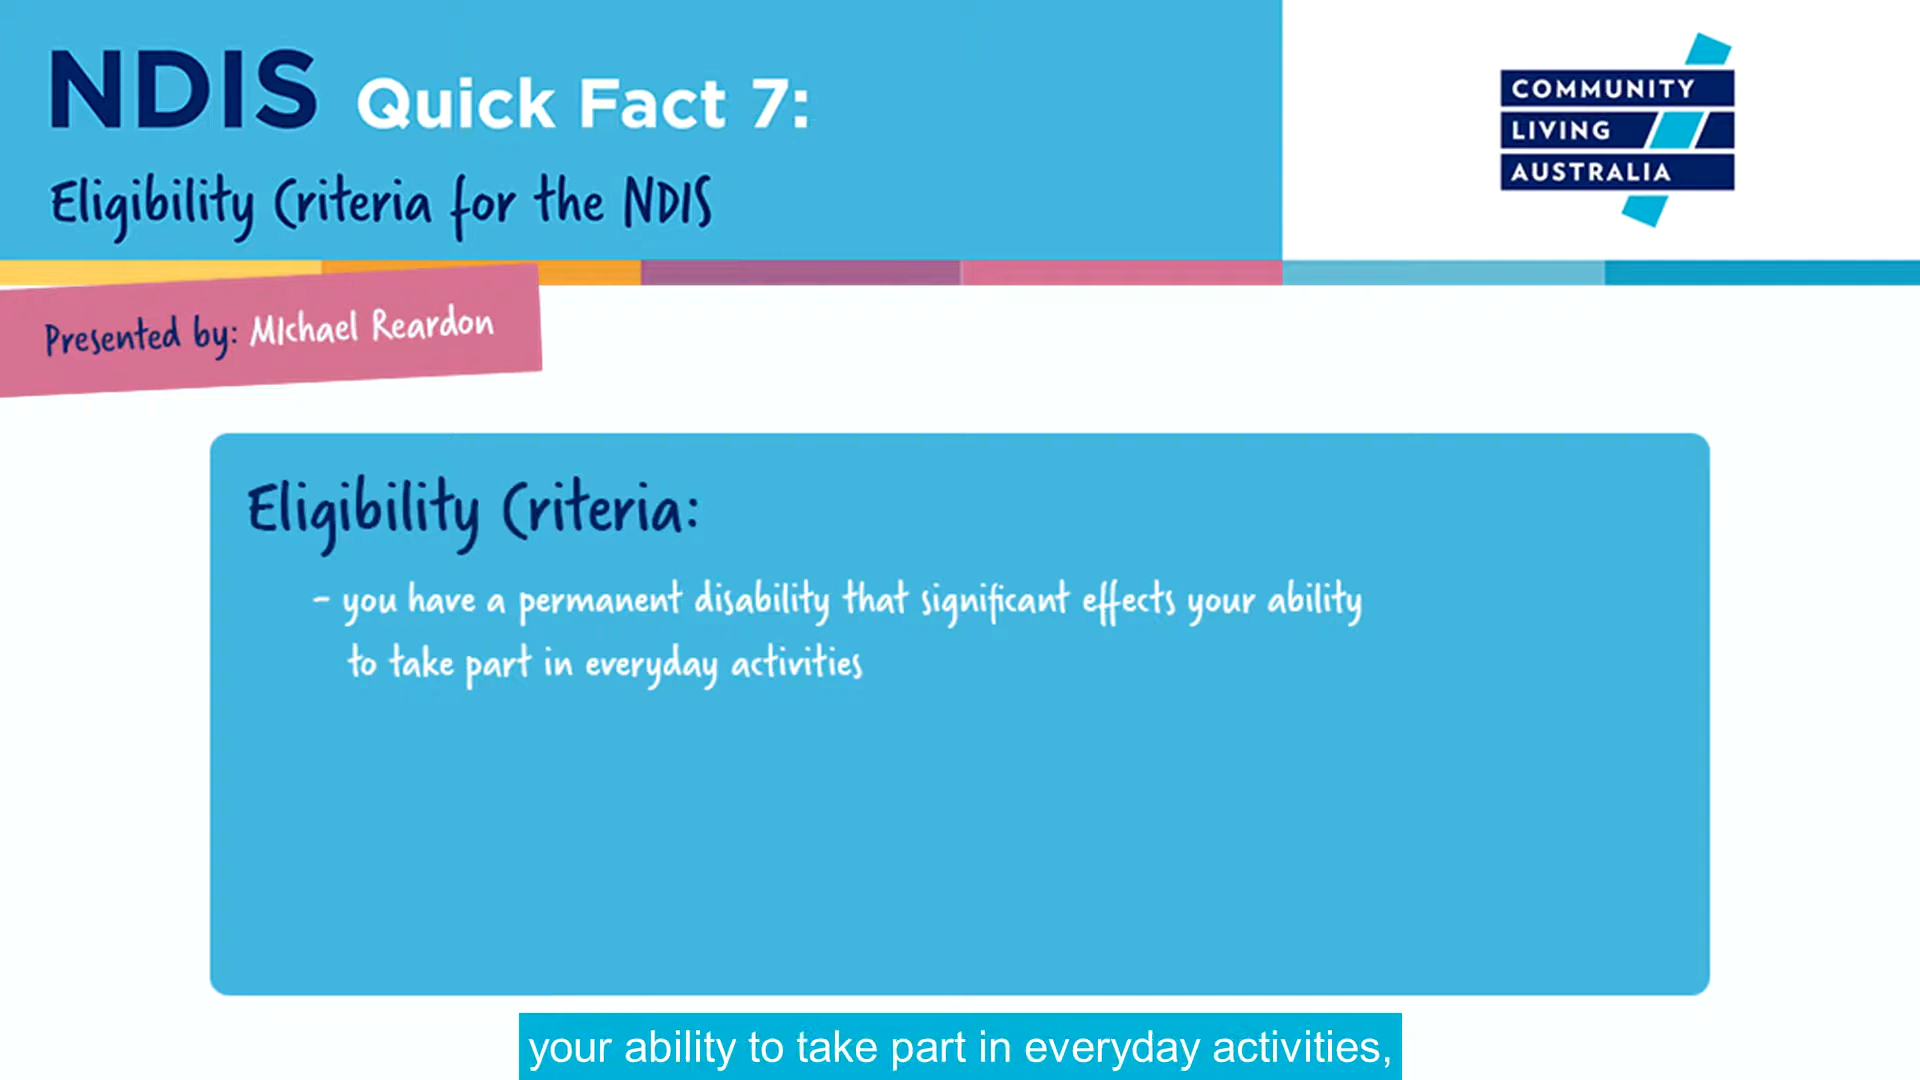 NDIS Quick Fact 7:
Eligibility Criteria for the NDIS
COMMUNITY
LIVING
AUSTRALIA
Presented by: MIchael Reardon
Eligibility Criteria:
- you have a permanent disability that significant effects your ability
to take part in everyday activities
your ability to take part in everyday activities,